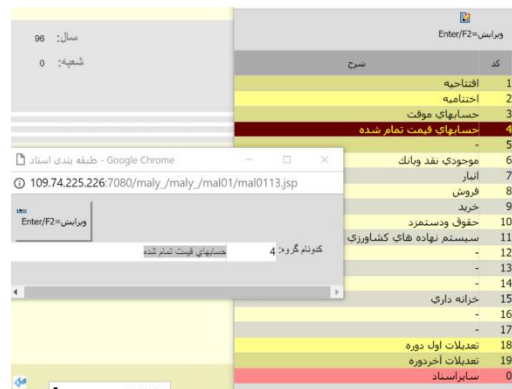 ویرایش=Enter/F2
سال: 96
شعبه: 0
کد شرح
1 افتتاحیه
2 اختتامیه
3 حسابهای موقت
4 حسابهای قیمت تمام شده
5 -
6 موجودی نقد وبانک
7 انبار
8 فروش
9 خرید
10 حقوق ودستمزد
11 سیستم نهاده های کشاورزی
12 -
13 -
14 -
15 خزانه داری
16 -
17 -
18 تعدیلات اول دوره
19 تعدیلات آخردوره
0 سایراسناد
طبقه بندی اسناد - Google Chrome
109.74.225.226:7080/maly_/maly_/mal01/mal0113.jsp
ویرایش=Enter/F2
کدونام گروه: 4 حسابهای قیمت تمام شده